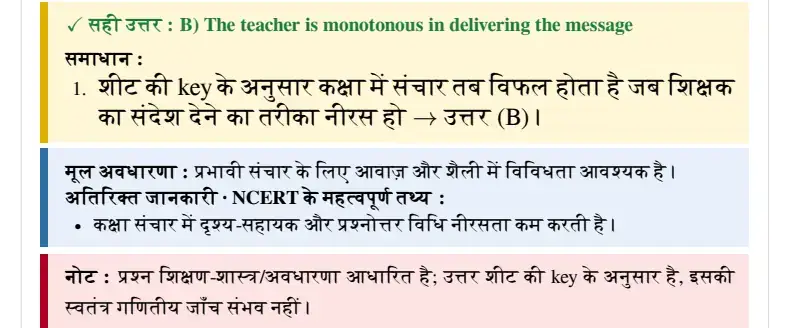 ✓ सही उत्तर : B) The teacher is monotonous in delivering the message
समाधान :
1. शीट की key के अनुसार कक्षा में संचार तब विफल होता है जब शिक्षक
का संदेश देने का तरीका नीरस हो → उत्तर (B)।
मूल अवधारणा : प्रभावी संचार के लिए आवाज़ और शैली में विविधता आवश्यक है।
अतिरिक्त जानकारी · NCERT के महत्वपूर्ण तथ्य :
• कक्षा संचार में दृश्य-सहायक और प्रश्नोत्तर विधि नीरसता कम करती है।
नोट : प्रश्न शिक्षण-शास्त्र/अवधारणा आधारित है; उत्तर शीट की key के अनुसार है, इसकी
स्वतंत्र गणितीय जाँच संभव नहीं।